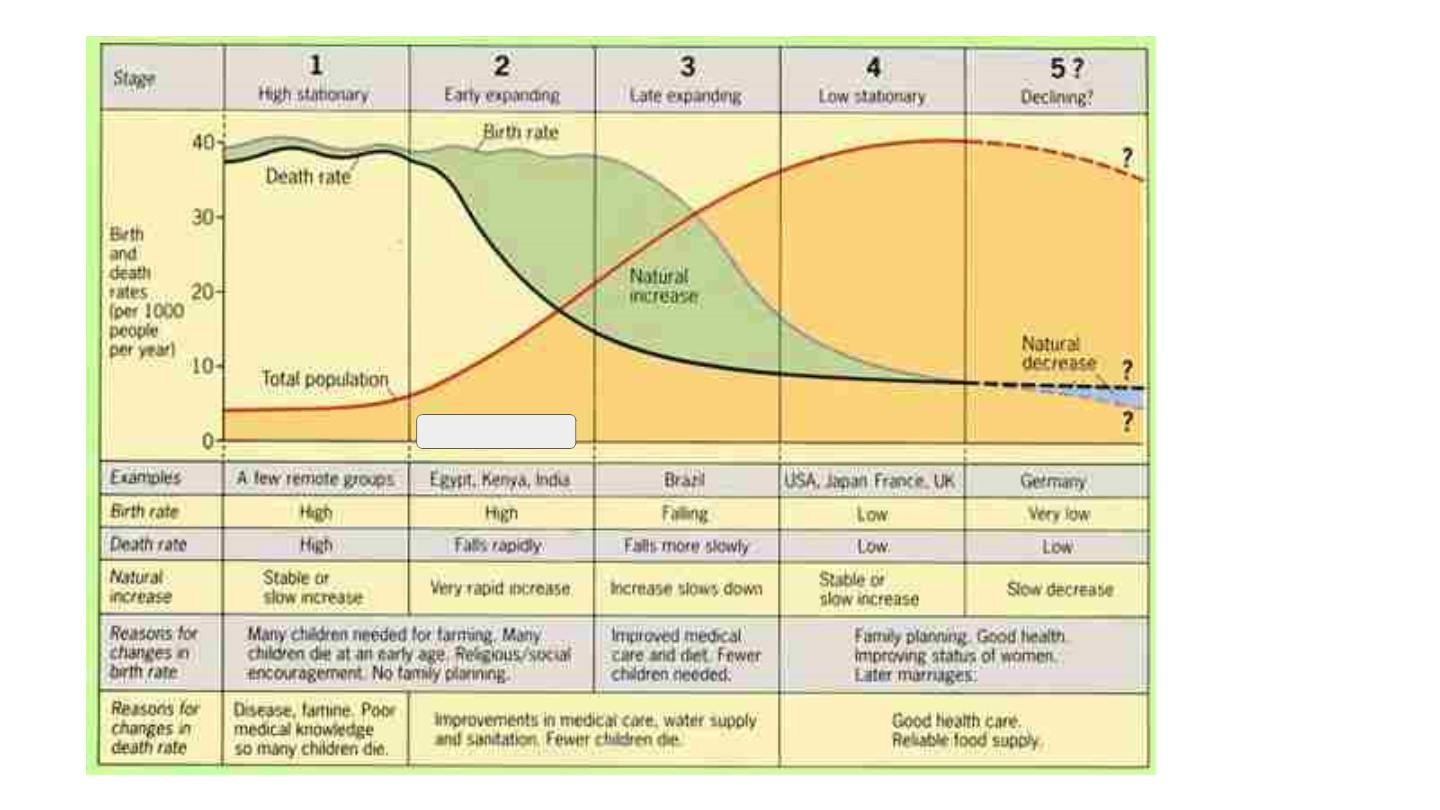 Stage
1
High stationary
2
Early expanding
3
Late expanding
4
Low stationary
5 ?
Declining?
Birth
and
death
rates
(per 1000
people
per year)
40
30
20
10
0
Birth rate
Death rate
Natural
increase
Total population
Natural
decrease
?
?
?
Examples
A few remote groups
Egypt, Kenya, India
Brazil
USA, Japan France, UK
Germany
Birth rate
High
High
Falling
Low
Very low
Death rate
High
Falls rapidly
Falls more slowly
Low
Low
Natural
increase
Stable or
slow increase
Very rapid increase
Increase slows down
Stable or
slow increase
Slow decrease
Reasons for
changes in
birth rate
Many children needed for farming. Many
children die at an early age. Religious/social
encouragement. No family planning.
Improved medical
care and diet. Fewer
children needed.
Family planning. Good health.
Improving status of women.
Later marriages.
Reasons for
changes in
death rate
Disease, famine. Poor
medical knowledge
so many children die.
Improvements in medical care, water supply
and sanitation. Fewer children die.
Good health care.
Reliable food supply.